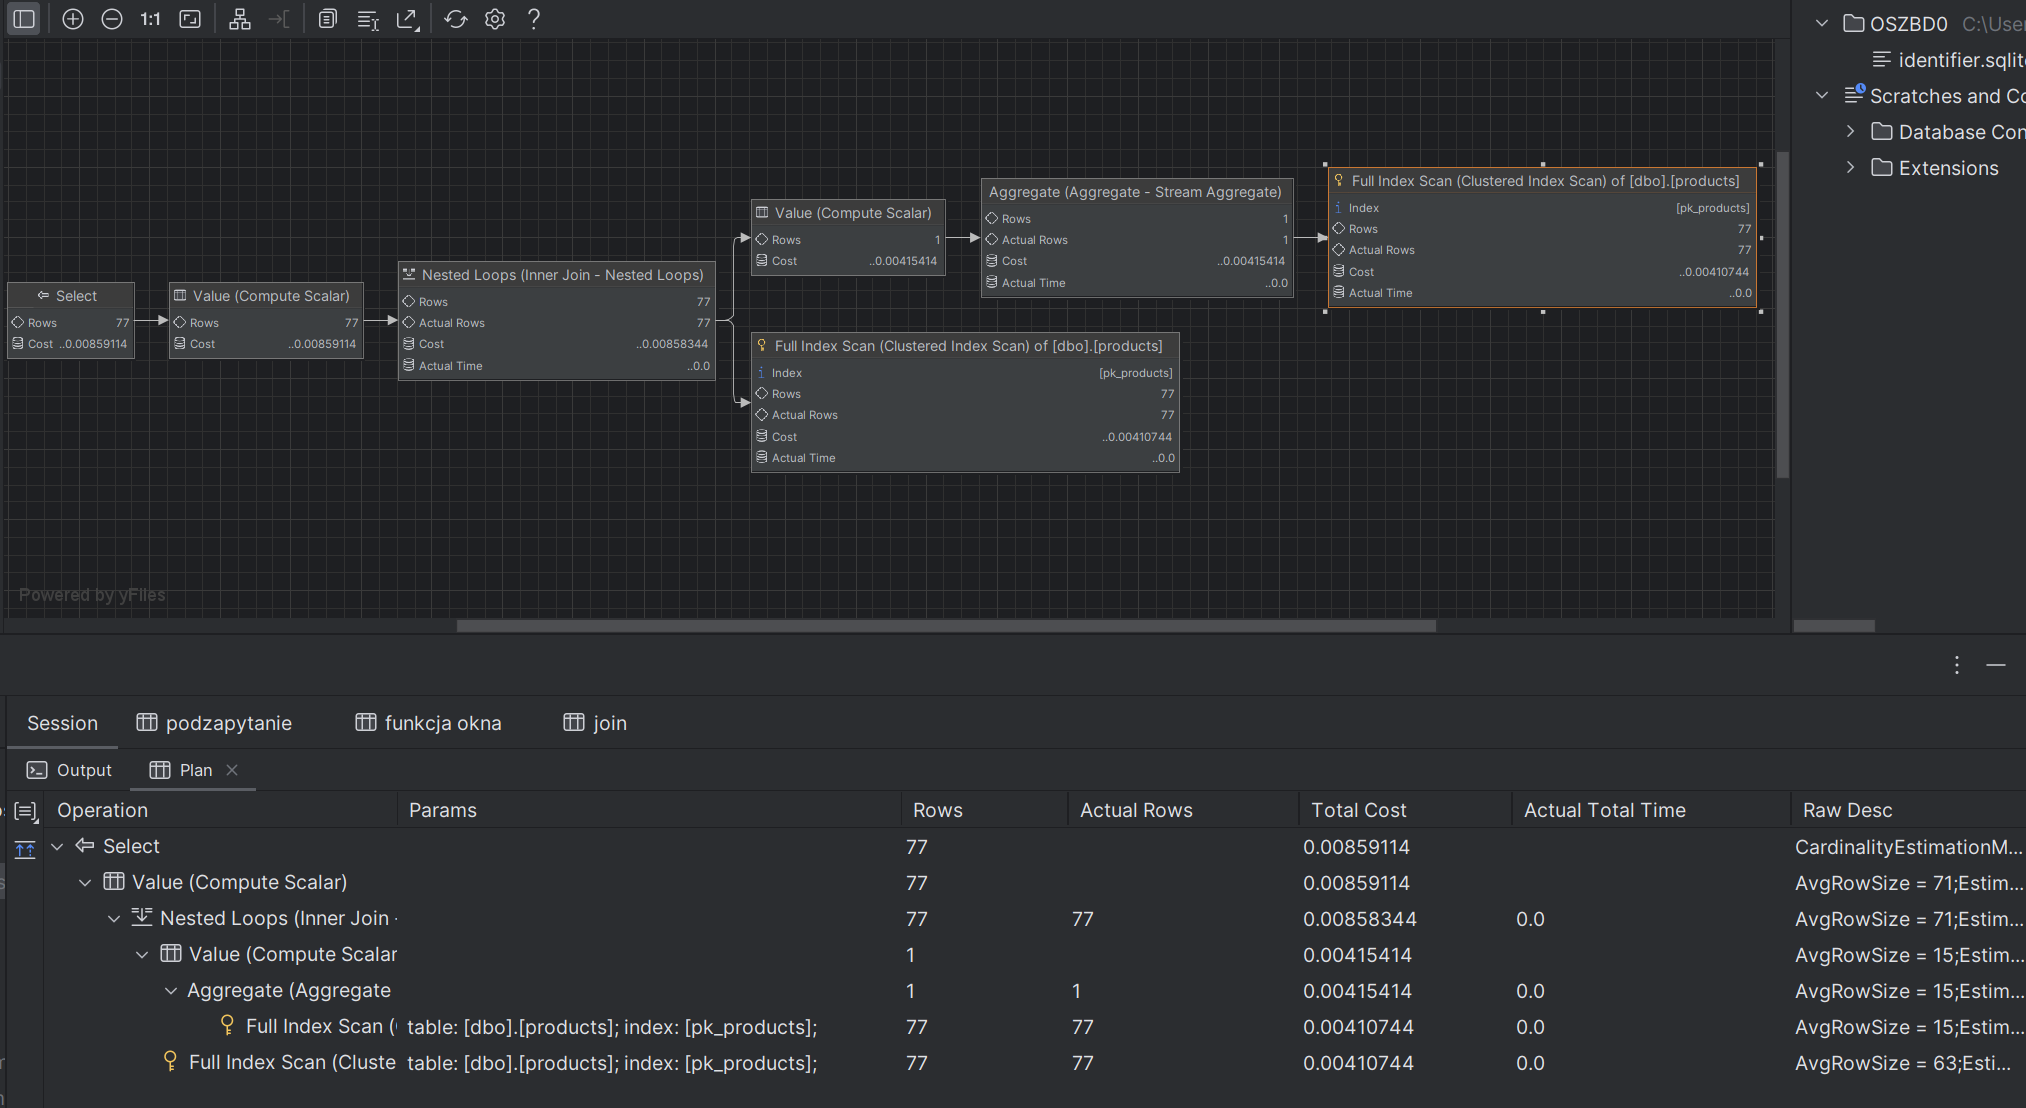 1:1
OSZBD0 C:\User
identifier.sqlit
Scratches and Co
Database Con
Extensions
Select
Rows 77
Cost ..0.00859114
Value (Compute Scalar)
Rows 77
Cost ..0.00859114
Nested Loops (Inner Join - Nested Loops)
Rows 77
Actual Rows 77
Cost ..0.00858344
Actual Time ..0.0
Value (Compute Scalar)
Rows 1
Cost ..0.00415414
Aggregate (Aggregate - Stream Aggregate)
Rows 1
Actual Rows 1
Cost ..0.00415414
Actual Time ..0.0
Full Index Scan (Clustered Index Scan) of [dbo].[products]
Index [pk_products]
Rows 77
Actual Rows 77
Cost ..0.00410744
Actual Time ..0.0
Full Index Scan (Clustered Index Scan) of [dbo].[products]
Index [pk_products]
Rows 77
Actual Rows 77
Cost ..0.00410744
Actual Time ..0.0
Powered by yFiles
Session podzapytanie funkcja okna join
Output Plan
Operation Params Rows Actual Rows Total Cost Actual Total Time Raw Desc
Select 77 0.00859114 CardinalityEstimationM...
Value (Compute Scalar) 77 0.00859114 AvgRowSize = 71;Estim...
Nested Loops (Inner Join - 77 77 0.00858344 0.0 AvgRowSize = 71;Estim...
Value (Compute Scalar 1 0.00415414 AvgRowSize = 15;Estim...
Aggregate (Aggregate 1 1 0.00415414 0.0 AvgRowSize = 15;Estim...
Full Index Scan ( table: [dbo].[products]; index: [pk_products]; 77 77 0.00410744 0.0 AvgRowSize = 15;Estim...
Full Index Scan (Cluste table: [dbo].[products]; index: [pk_products]; 77 77 0.00410744 0.0 AvgRowSize = 63;Esti...